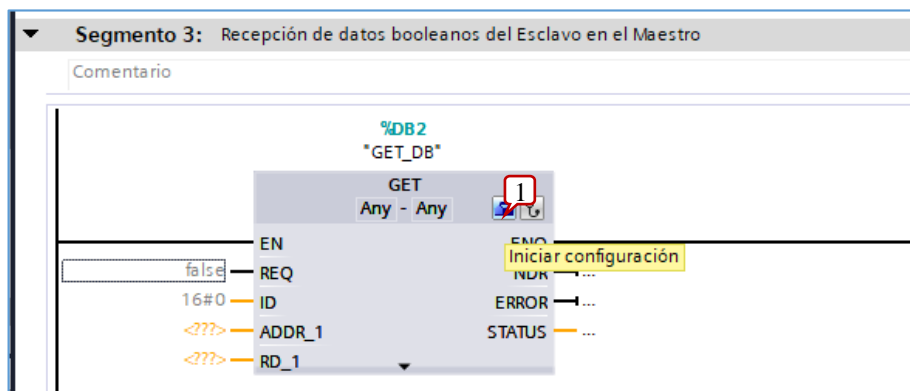 Segmento 3: Recepción de datos booleanos del Esclavo en el Maestro
Comentario
%DB2
"GET_DB"
GET
Any - Any
1
EN
ENO
Iniciar configuración
false
REQ
NDR
...
16#0
ID
ERROR
...
<???>
ADDR_1
STATUS
...
<???>
RD_1